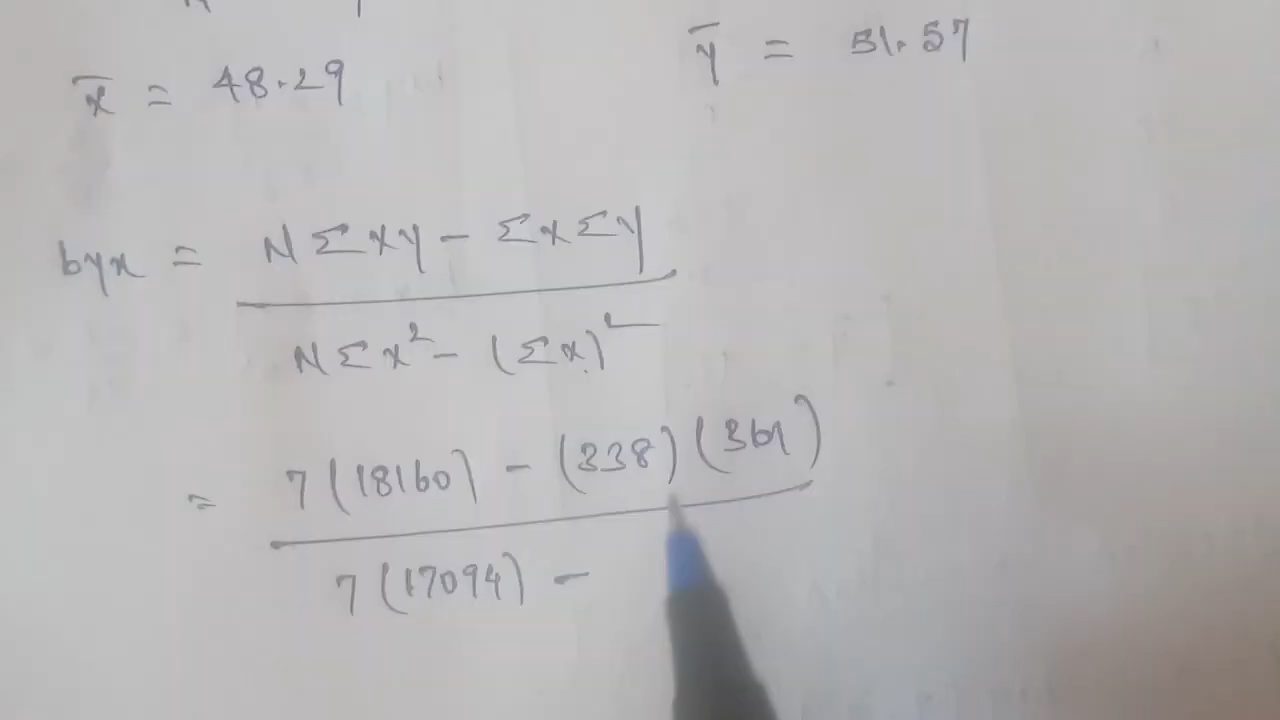 x̄ = 48.29
ȳ = 51.57
byx = NΣxy - ΣxΣy
NΣx² - (Σx)²
= 7(18160) - (338)(361)
7(17094) -